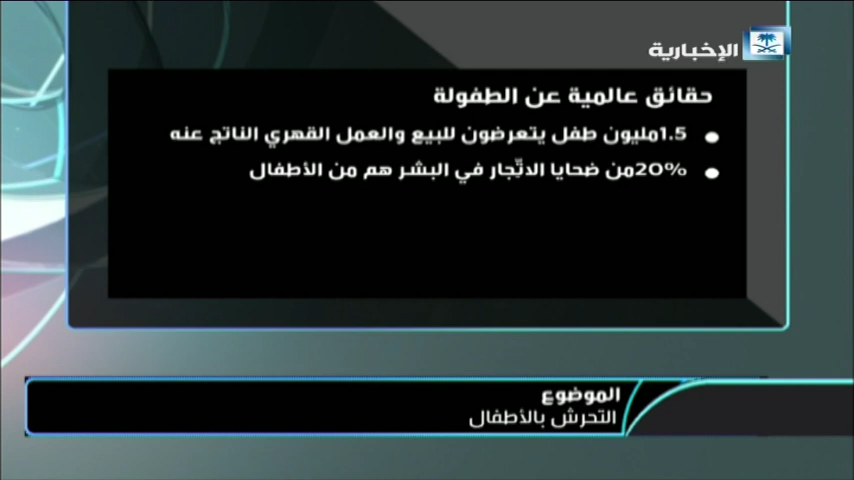 الإخبارية
حقائق عالمية عن الطفولة
1.5مليون طفل يتعرضون للبيع والعمل القهري الناتج عنه
20%من ضحايا الاتِّجار في البشر هم من الأطفال
الموضوع
التحرش بالأطفال